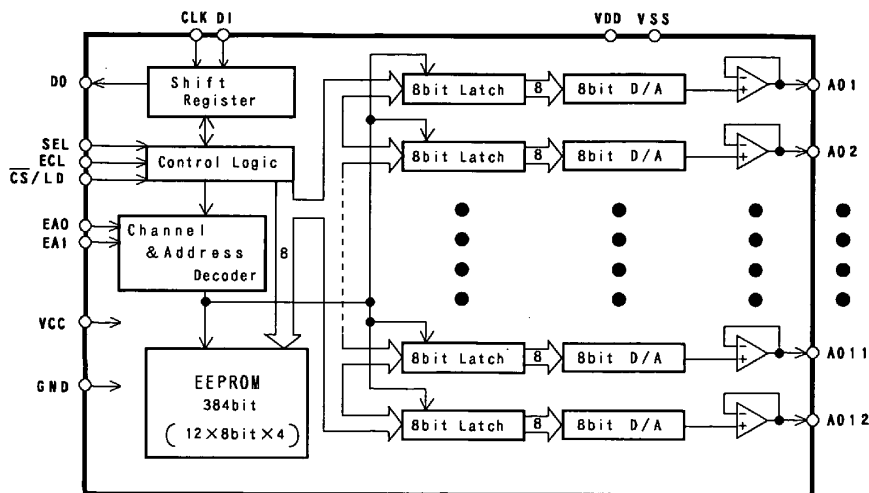 CLK DI
VDD VSS
DO
Shift
Register
8bit Latch
8
8bit D/A
-
+
AO1
SEL
ECL
CS/LD
Control Logic
8bit Latch
8
8bit D/A
-
+
AO2
EA0
EA1
Channel
&Address
Decoder
8
VCC
GND
EEPROM
384bit
(12×8bit×4)
8bit Latch
8
8bit D/A
-
+
AO11
8bit Latch
8
8bit D/A
-
+
AO12